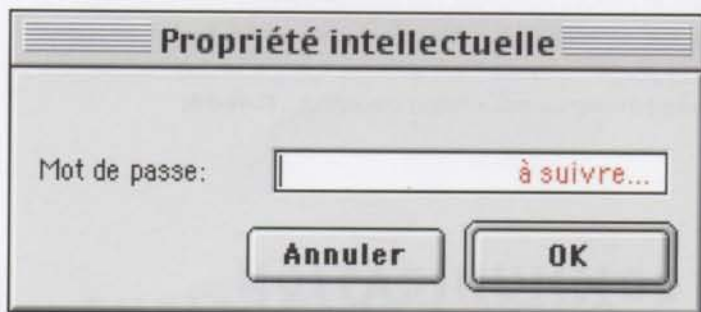 Propriété intellectuelle
Mot de passe:
à suivre...
Annuler
OK